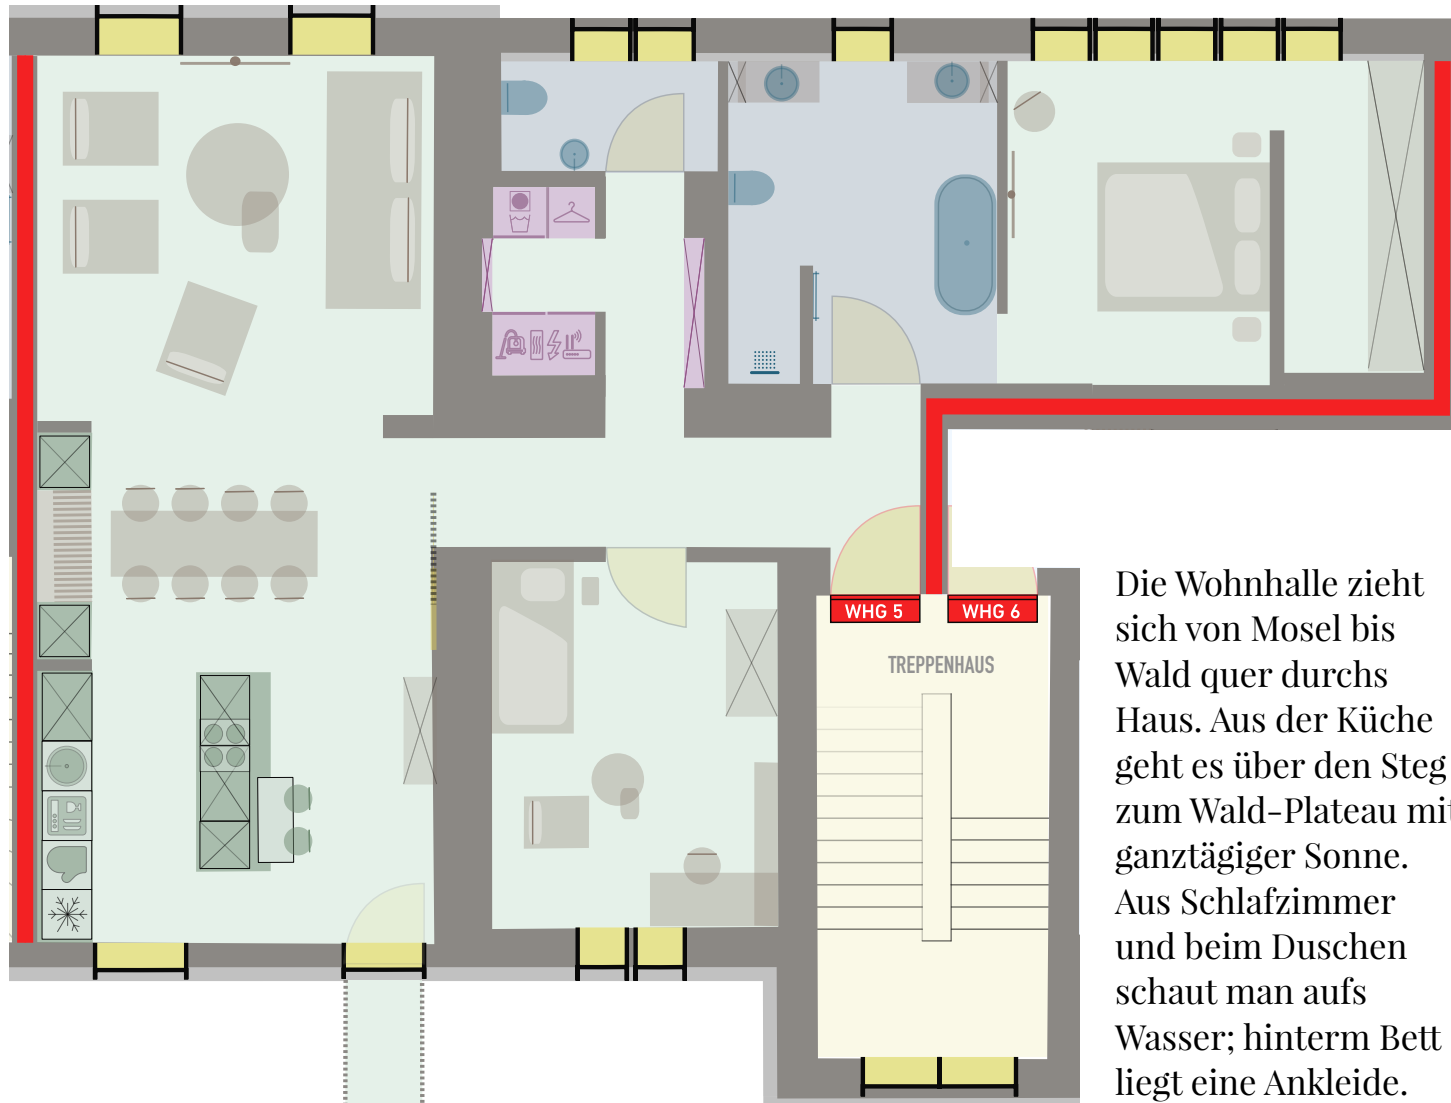 WHG 5
WHG 6
TREPPENHAUS
Die Wohnhalle zieht
sich von Mosel bis
Wald quer durchs
Haus. Aus der Küche
geht es über den Steg
zum Wald-Plateau mit
ganztägiger Sonne.
Aus Schlafzimmer
und beim Duschen
schaut man aufs
Wasser; hinterm Bett
liegt eine Ankleide.